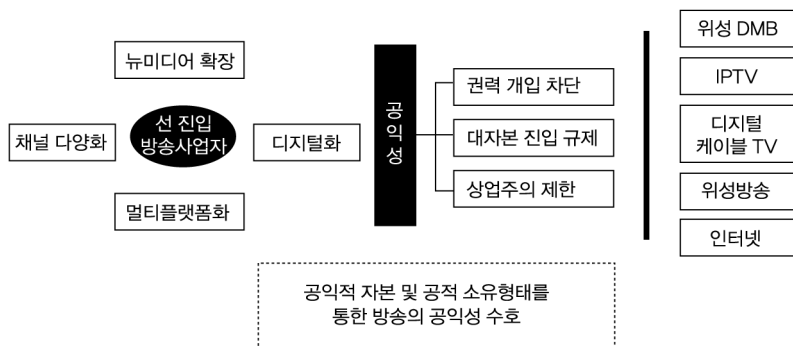 뉴미디어 확장
채널 다양화
선 진입
방송사업자
디지털화
멀티플랫폼화
공익성
권력 개입 차단
대자본 진입 규제
상업주의 제한
위성 DMB
IPTV
디지털
케이블 TV
위성방송
인터넷
공익적 자본 및 공적 소유형태를
통한 방송의 공익성 수호